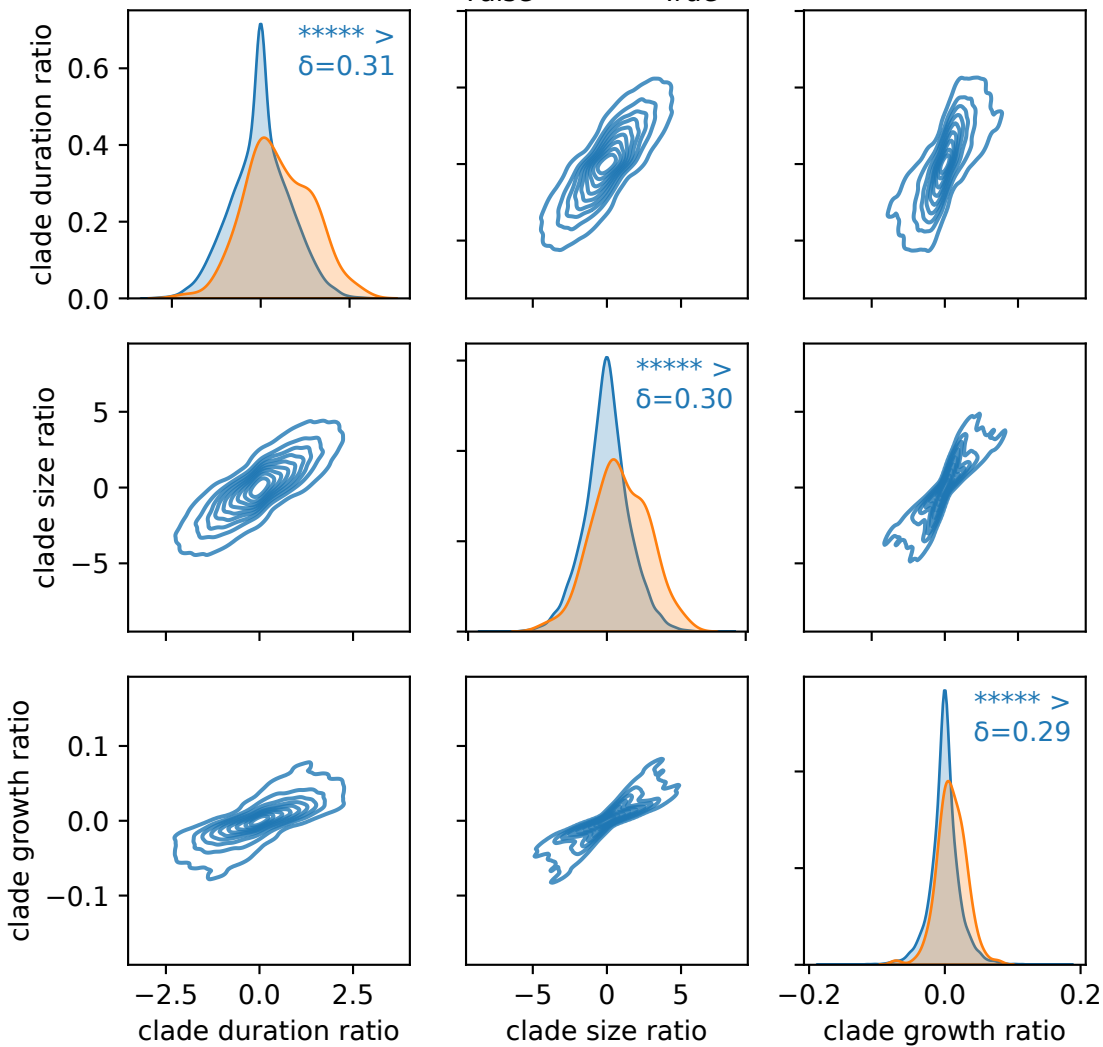 True
clade duration ratio
0.6
0.4
0.2
0.0
***** >
δ=0.31
clade size ratio
5
0
−5
***** >
δ=0.30
clade growth ratio
0.1
0.0
−0.1
***** >
δ=0.29
−2.5 0.0 2.5
−5 0 5
−0.2 0.0 0.2
clade duration ratio
clade size ratio
clade growth ratio